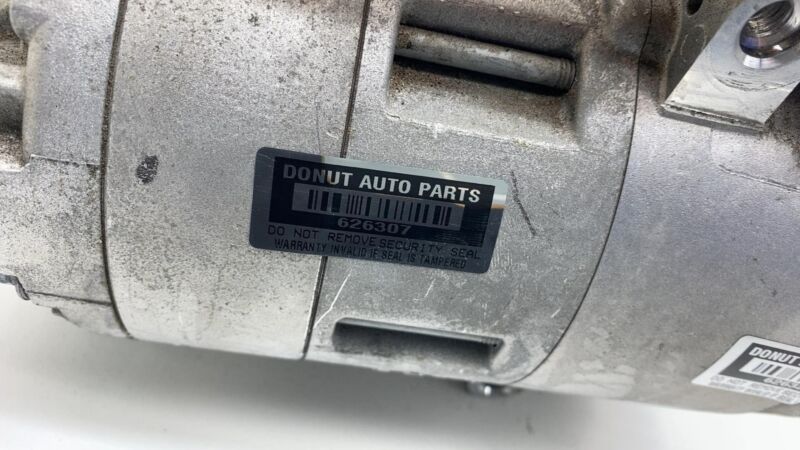 DONUT AUTO PARTS
626307
DO NOT REMOVE SECURITY SEAL
WARRANTY INVALID IF SEAL IS TAMPERED
DONUT